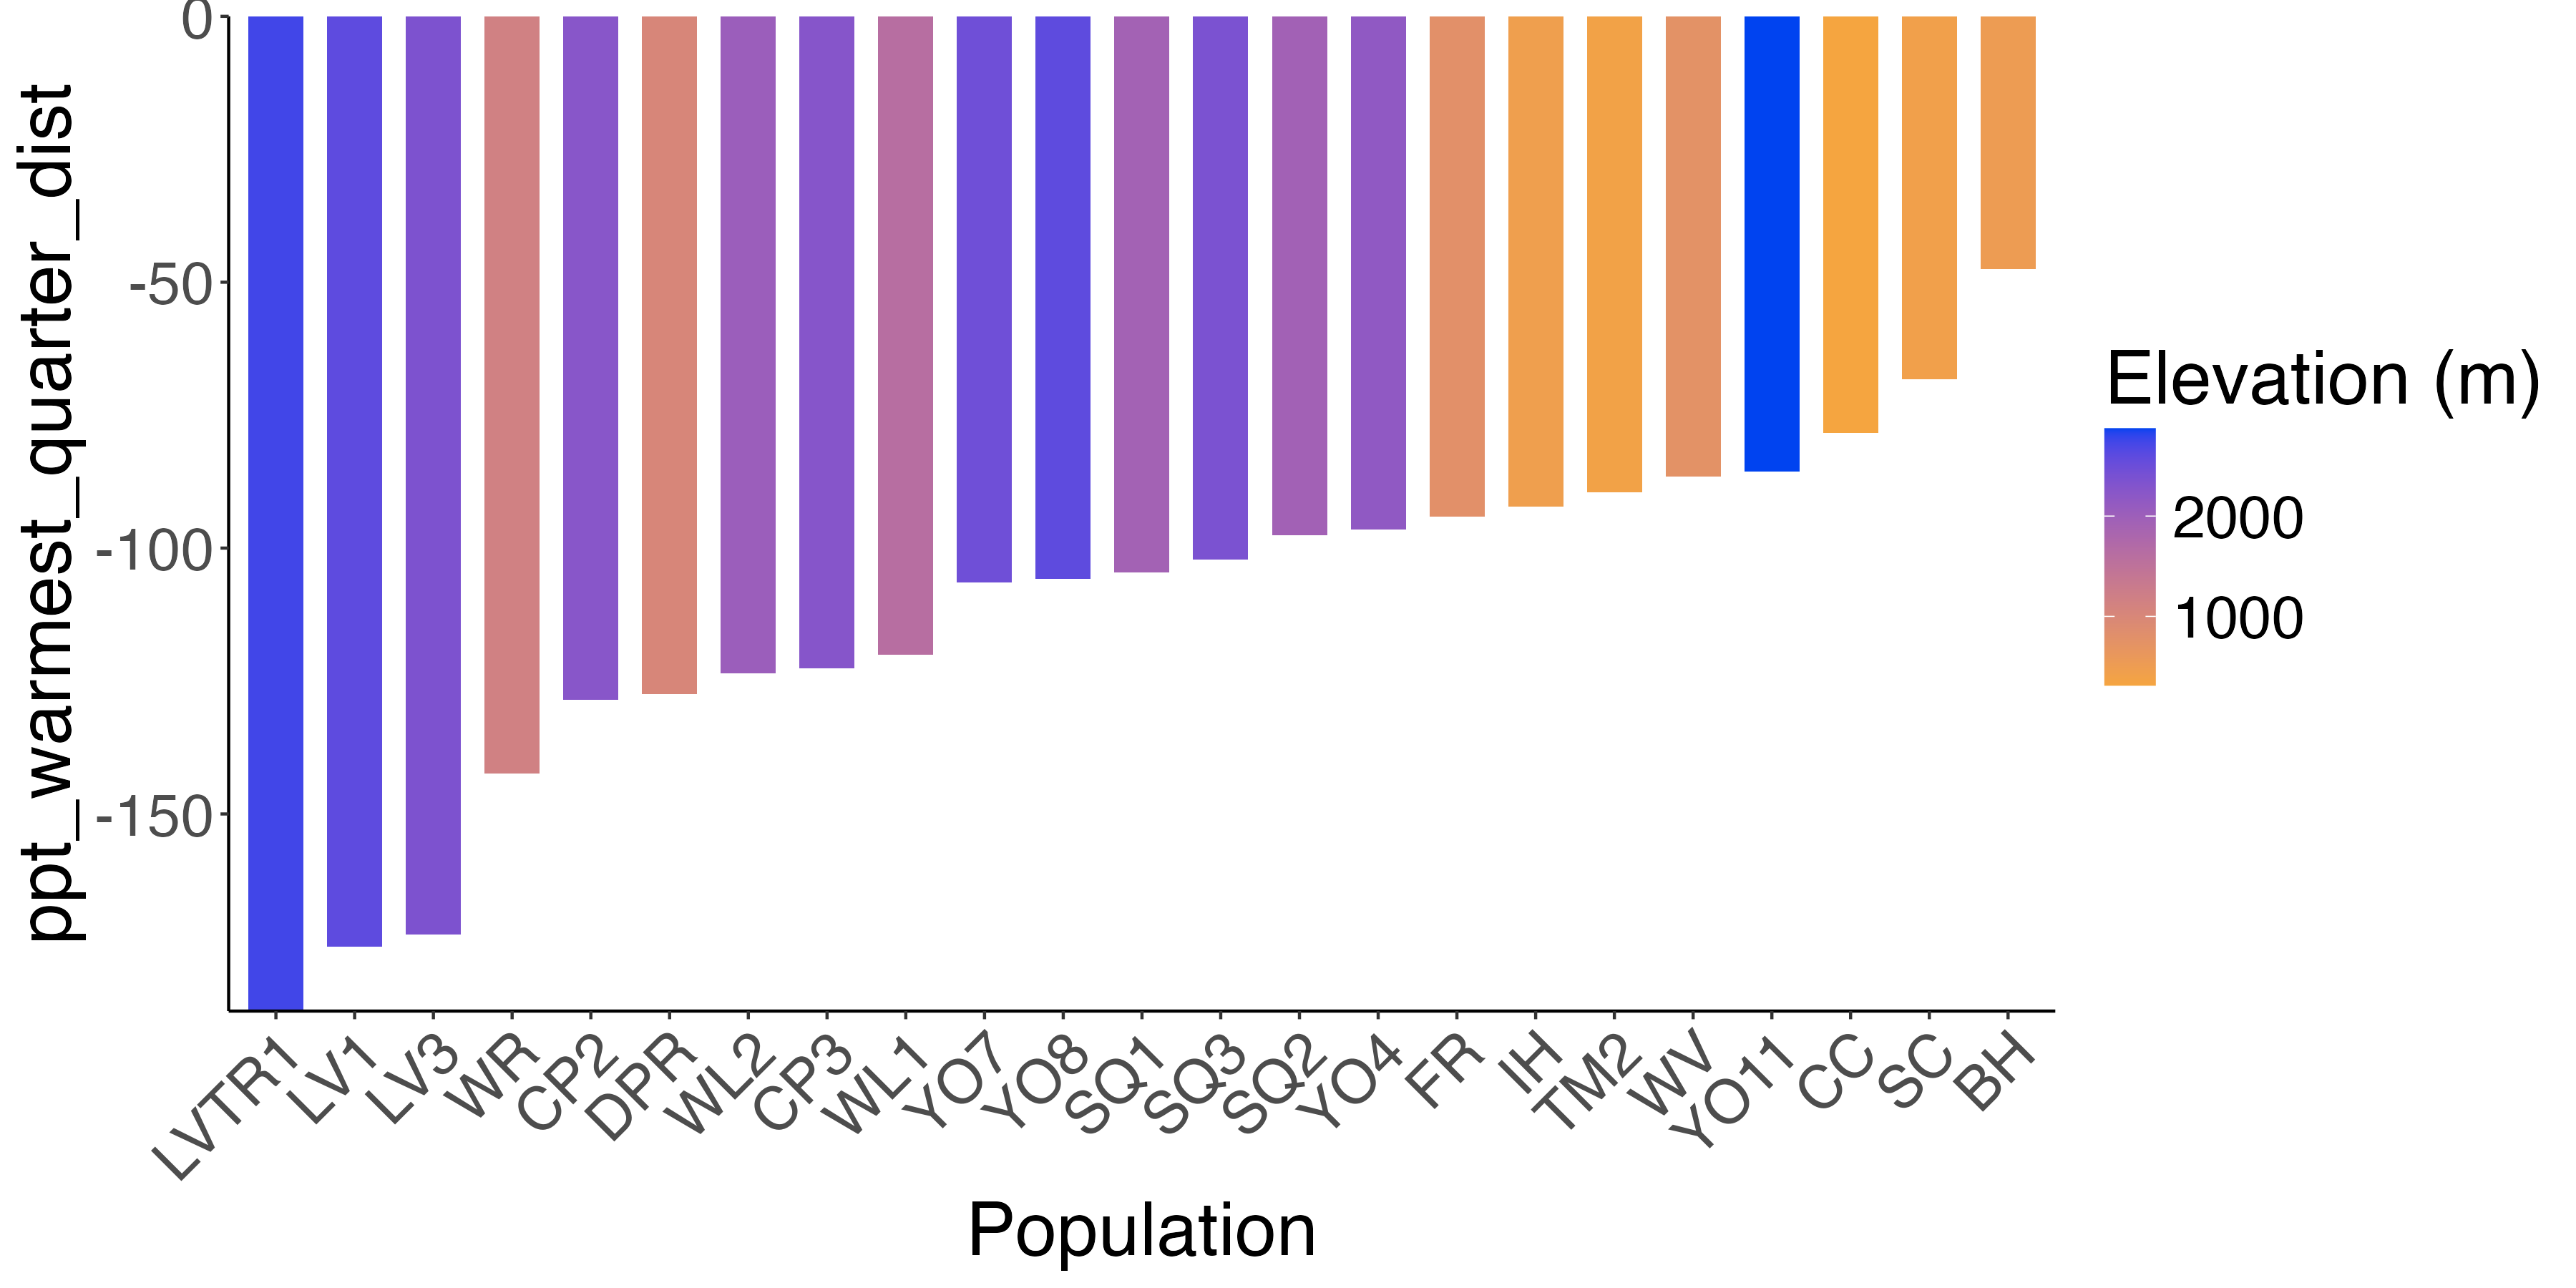 ppt_warmest_quarter_dist
0
-50
-100
-150
LVTR1
LV1
LV3
WR
CP2
DPR
WL2
CP3
WL1
YO7
YO8
SQ1
SQ3
SQ2
YO4
FR
IH
TM2
WV
YO11
CC
SC
BH
Population
Elevation (m)
2000
1000